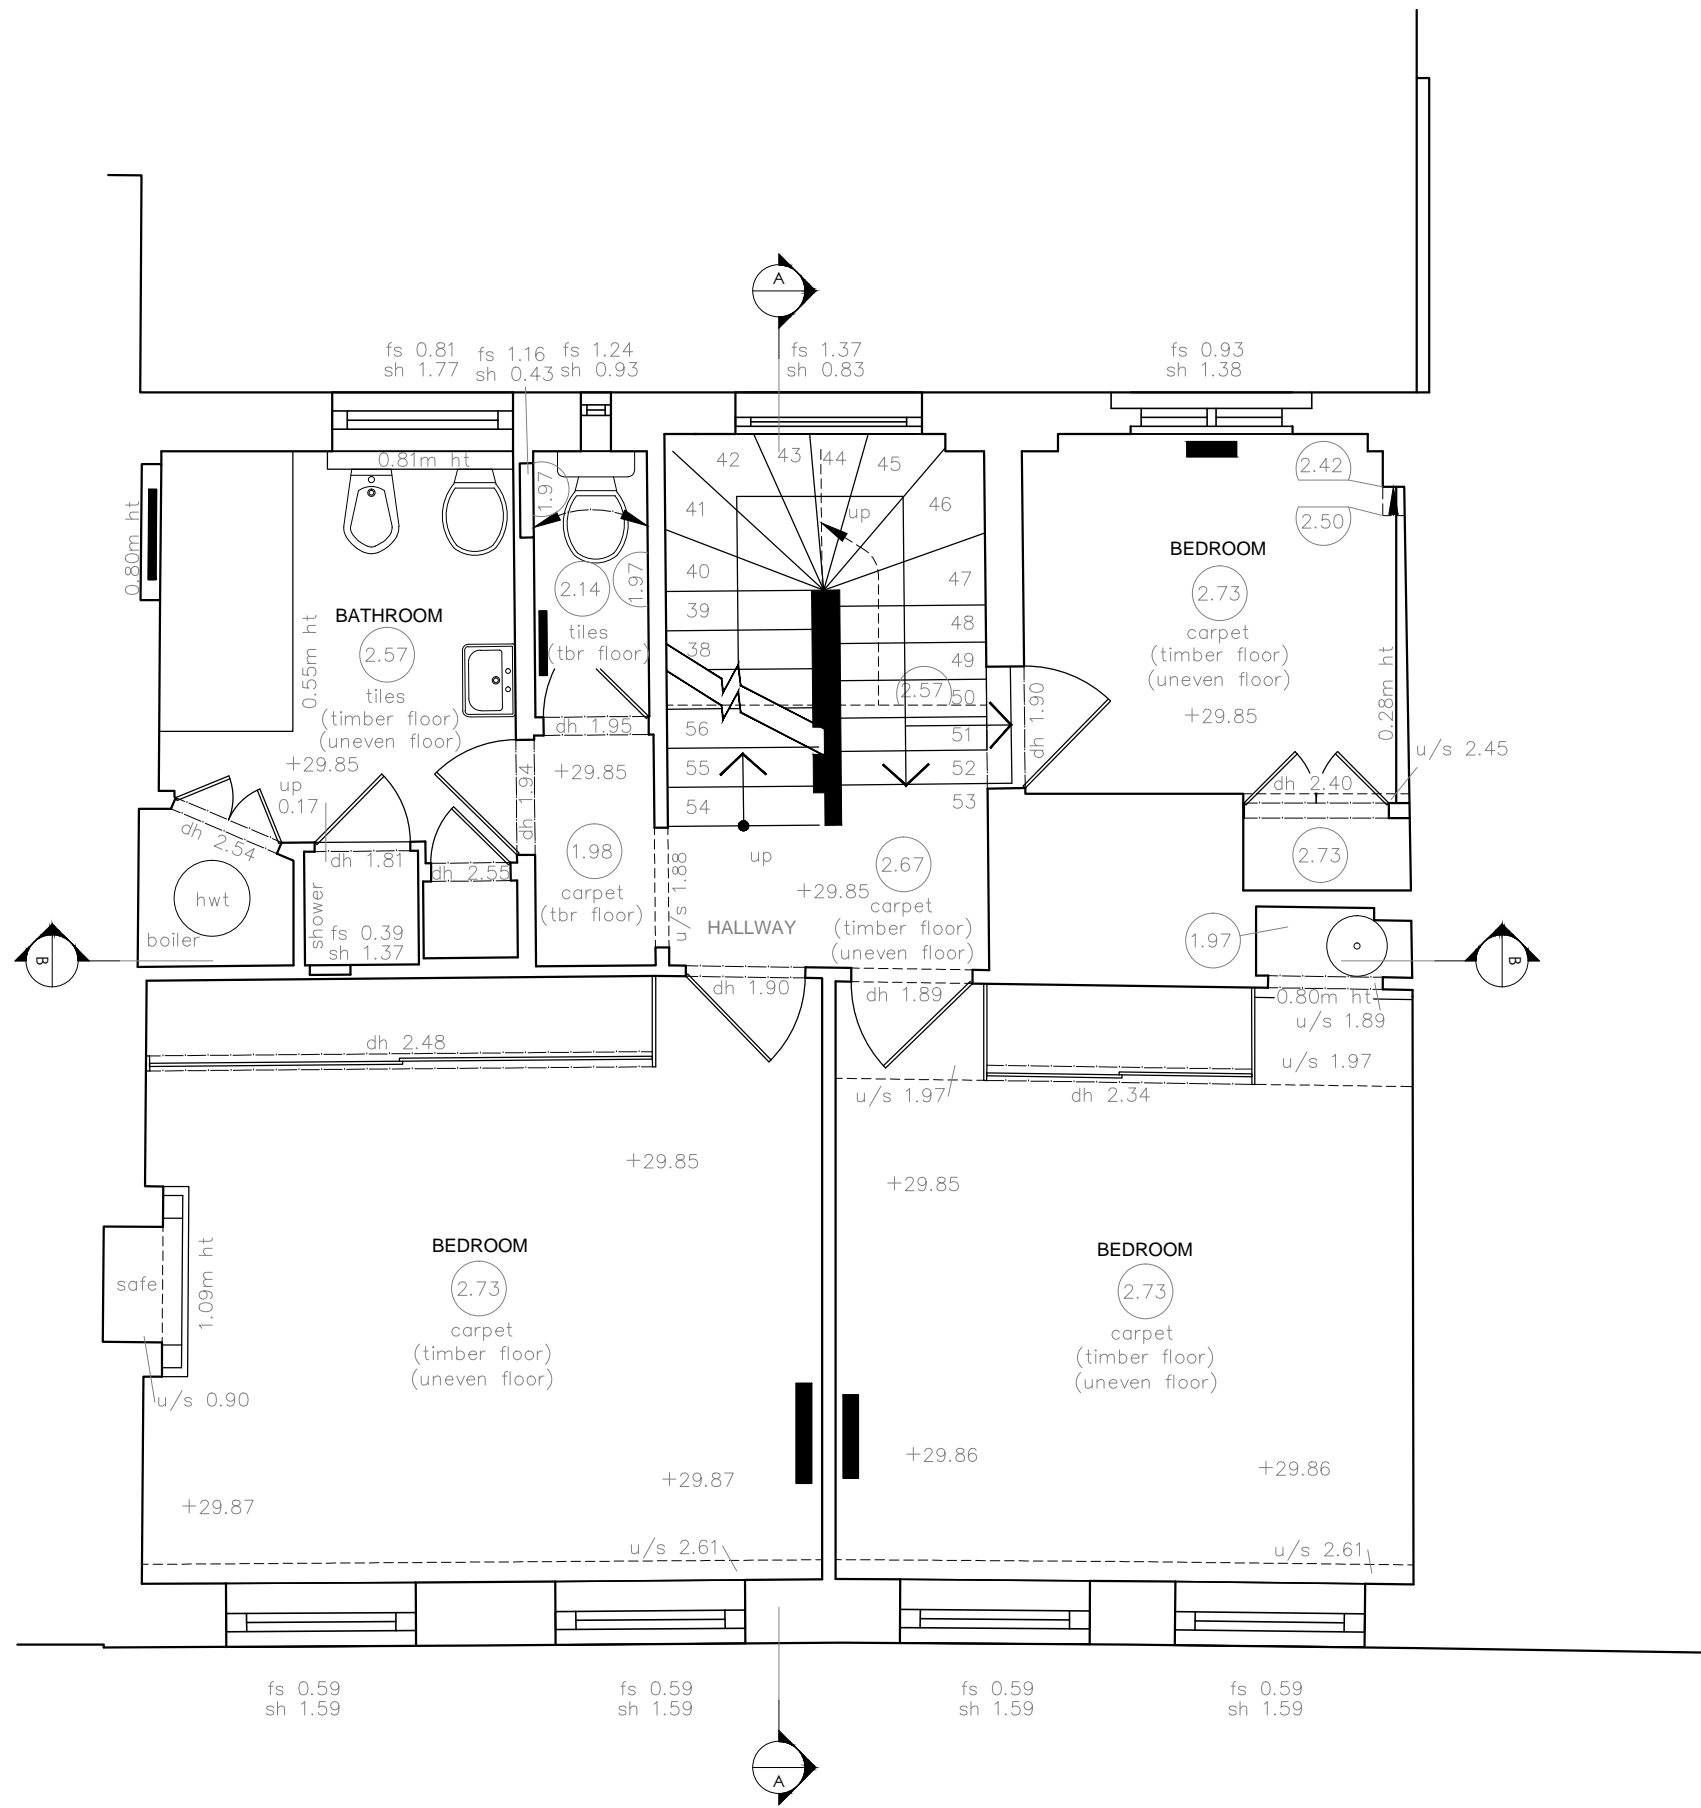 A
fs 0.81
sh 1.77
fs 1.16
sh 0.43
fs 1.24
sh 0.93
fs 1.37
sh 0.83
fs 0.93
sh 1.38
0.81m ht
0.80m ht
0.55m ht
BATHROOM
2.57
tiles
(timber floor)
(uneven floor)
+29.85
up
0.17
dh 2.54
dh 1.81
dh 2.55
dh 1.94
hwt
boiler
shower
fs 0.39
sh 1.37
1.97
2.14
1.97
tiles
(tbr floor)
dh 1.95
+29.85
1.98
carpet
(tbr floor)
42
43
44
45
41
46
up
40
47
39
48
38
49
2.57
50
56
51
55
52
54
53
up
u/s 1.88
HALLWAY
+29.85
2.67
carpet
(timber floor)
(uneven floor)
dh 1.90
2.42
2.50
BEDROOM
2.73
carpet
(timber floor)
(uneven floor)
+29.85
0.28m ht
u/s 2.45
dh 2.40
2.73
1.97
B
B
dh 1.90
dh 1.89
0.80m ht
u/s 1.89
u/s 1.97
dh 2.48
u/s 1.97
dh 2.34
+29.85
+29.85
BEDROOM
2.73
carpet
(timber floor)
(uneven floor)
safe
1.09m ht
u/s 0.90
+29.87
+29.87
u/s 2.61
BEDROOM
2.73
carpet
(timber floor)
(uneven floor)
+29.86
+29.86
u/s 2.61
fs 0.59
sh 1.59
fs 0.59
sh 1.59
fs 0.59
sh 1.59
fs 0.59
sh 1.59
A